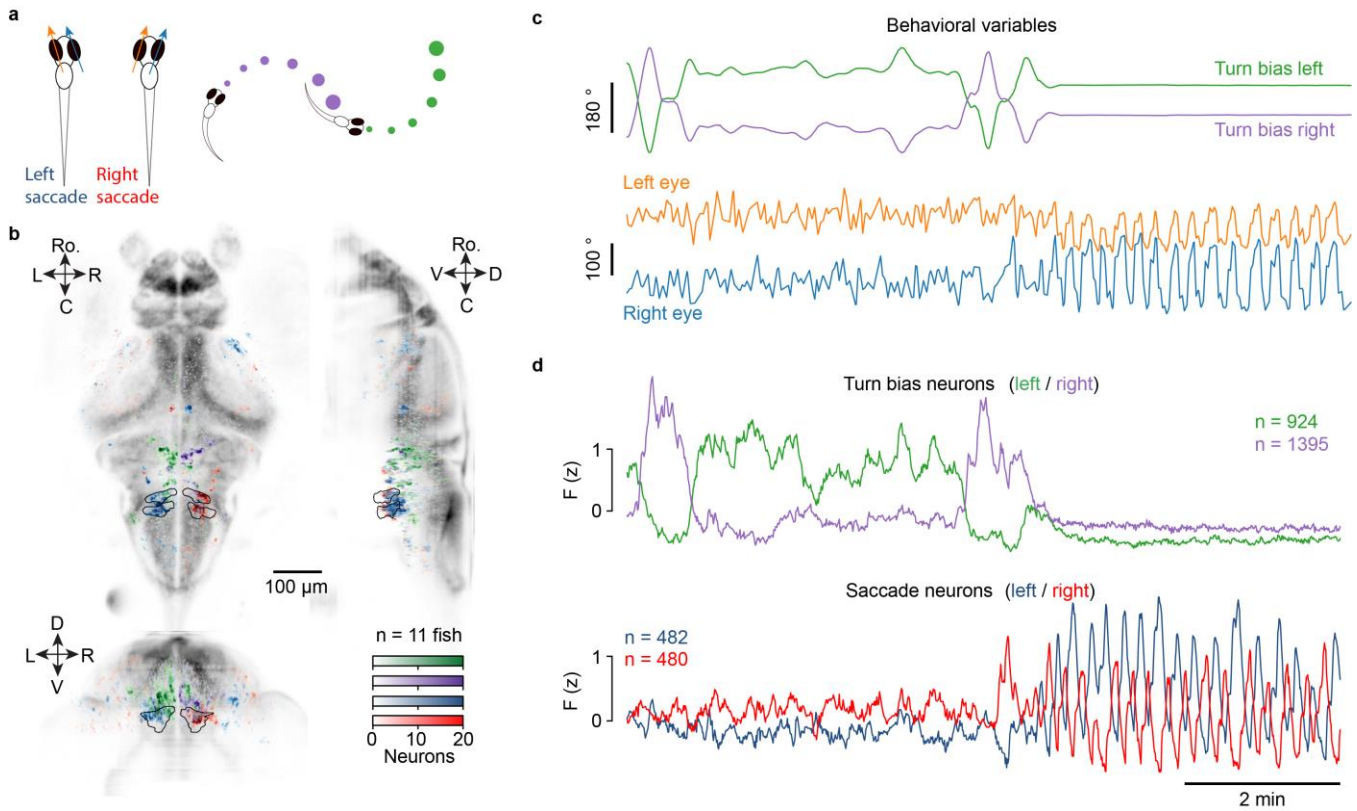 a
Left
saccade
Right
saccade
b
Ro.
L
R
C
Ro.
V
D
C
100 µm
D
L
R
V
n = 11 fish
0
10
20
Neurons
c
Behavioral variables
180 °
Turn bias left
Turn bias right
Left eye
100 °
Right eye
d
Turn bias neurons (left / right)
n = 924
n = 1395
F (z)
1
0
Saccade neurons (left / right)
n = 482
n = 480
F (z)
1
0
2 min